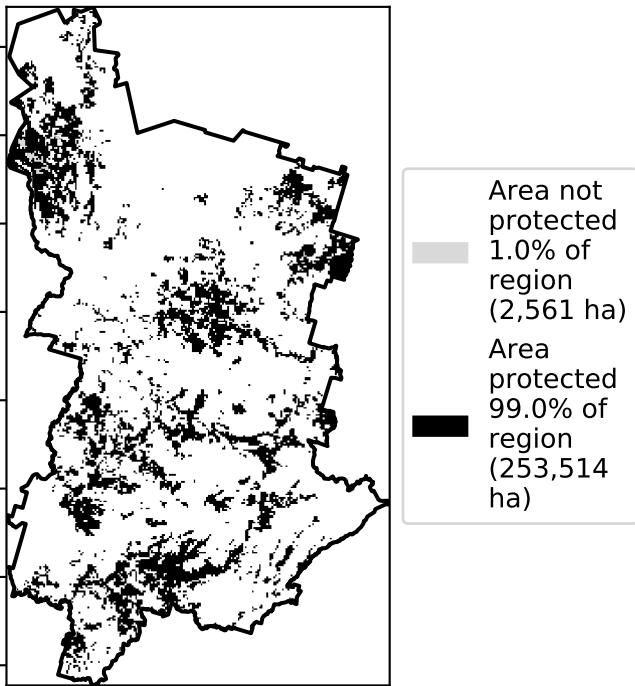 Area not
protected
1.0% of
region
(2,561 ha)
Area
protected
99.0% of
region
(253,514
ha)